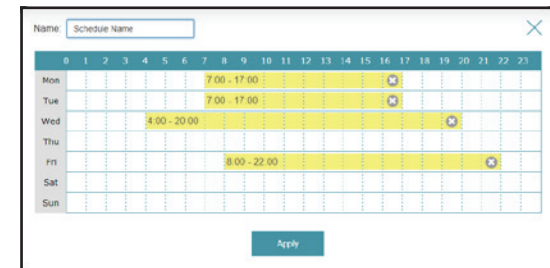 Name: Schedule Name
0 1 2 3 4 5 6 7 8 9 10 11 12 13 14 15 16 17 18 19 20 21 22 23
Mon 7:00 - 17:00
Tue 7:00 - 17:00
Wed 4:00 - 20:00
Thu
Fri 8:00 - 22:00
Sat
Sun
Apply